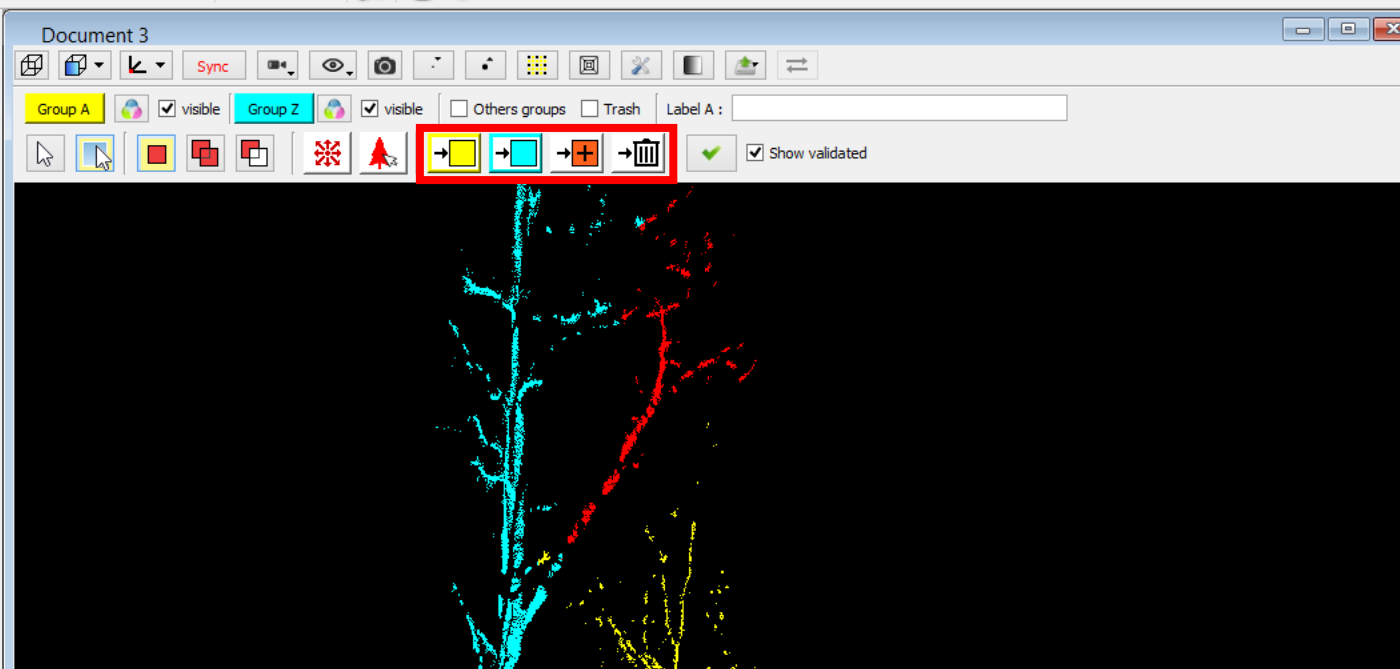 Document 3
Sync
Group A visible Group Z visible Others groups Trash Label A :
Show validated